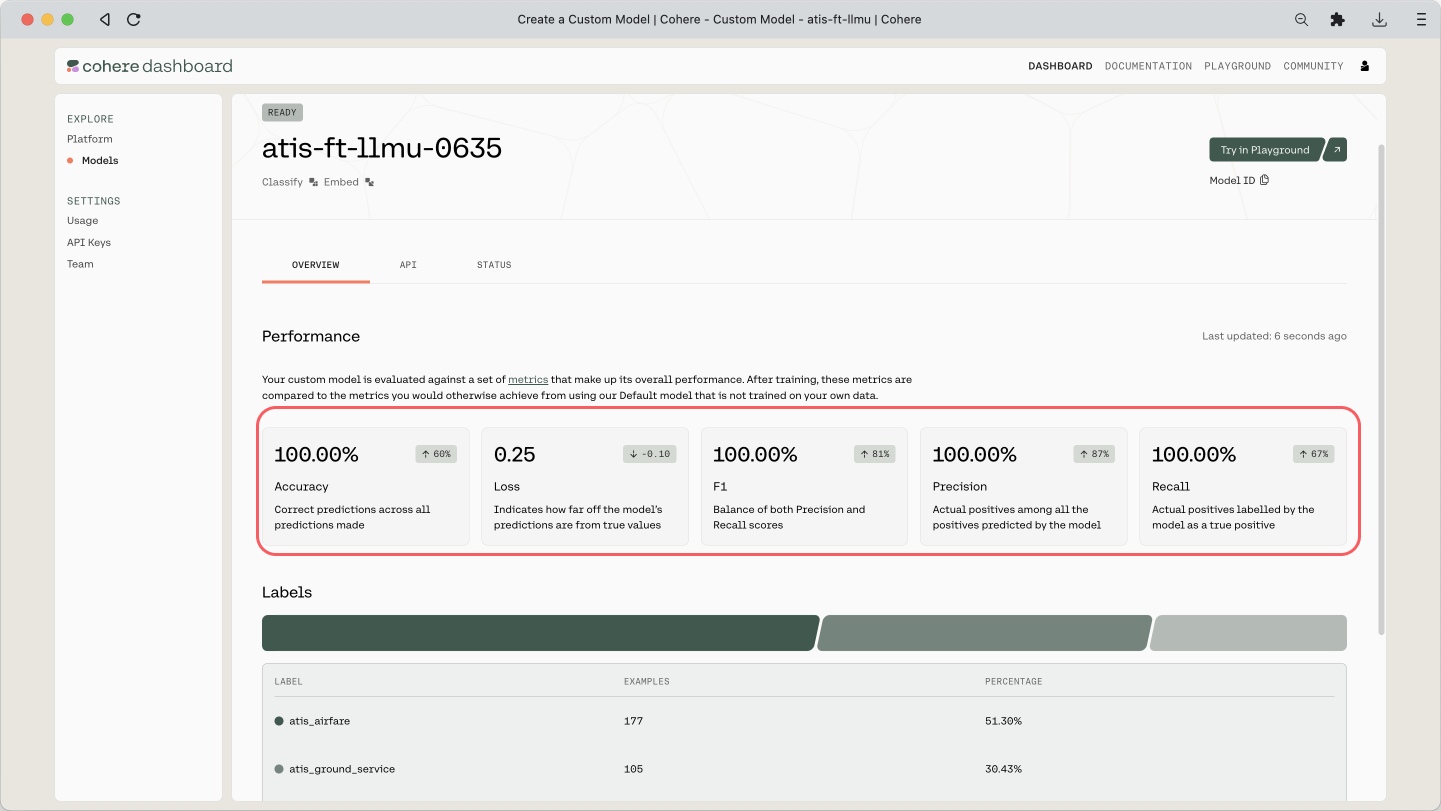 Create a Custom Model | Cohere - Custom Model - atis-ft-llmu | Cohere
cohere dashboard
DASHBOARD DOCUMENTATION PLAYGROUND COMMUNITY
EXPLORE
Platform
Models
SETTINGS
Usage
API Keys
Team
READY
atis-ft-llmu-0635
Classify Embed
Try in Playground
Model ID
OVERVIEW API STATUS
Performance
Last updated: 6 seconds ago
Your custom model is evaluated against a set of metrics that make up its overall performance. After training, these metrics are
compared to the metrics you would otherwise achieve from using our Default model that is not trained on your own data.
100.00% ↑ 60%
Accuracy
Correct predictions across all
predictions made
0.25 ↓ -0.10
Loss
Indicates how far off the model's
predictions are from true values
100.00% ↑ 81%
F1
Balance of both Precision and
Recall scores
100.00% ↑ 87%
Precision
Actual positives among all the
positives predicted by the model
100.00% ↑ 67%
Recall
Actual positives labelled by the
model as a true positive
Labels
LABEL EXAMPLES PERCENTAGE
atis_airfare 177 51.30%
atis_ground_service 105 30.43%